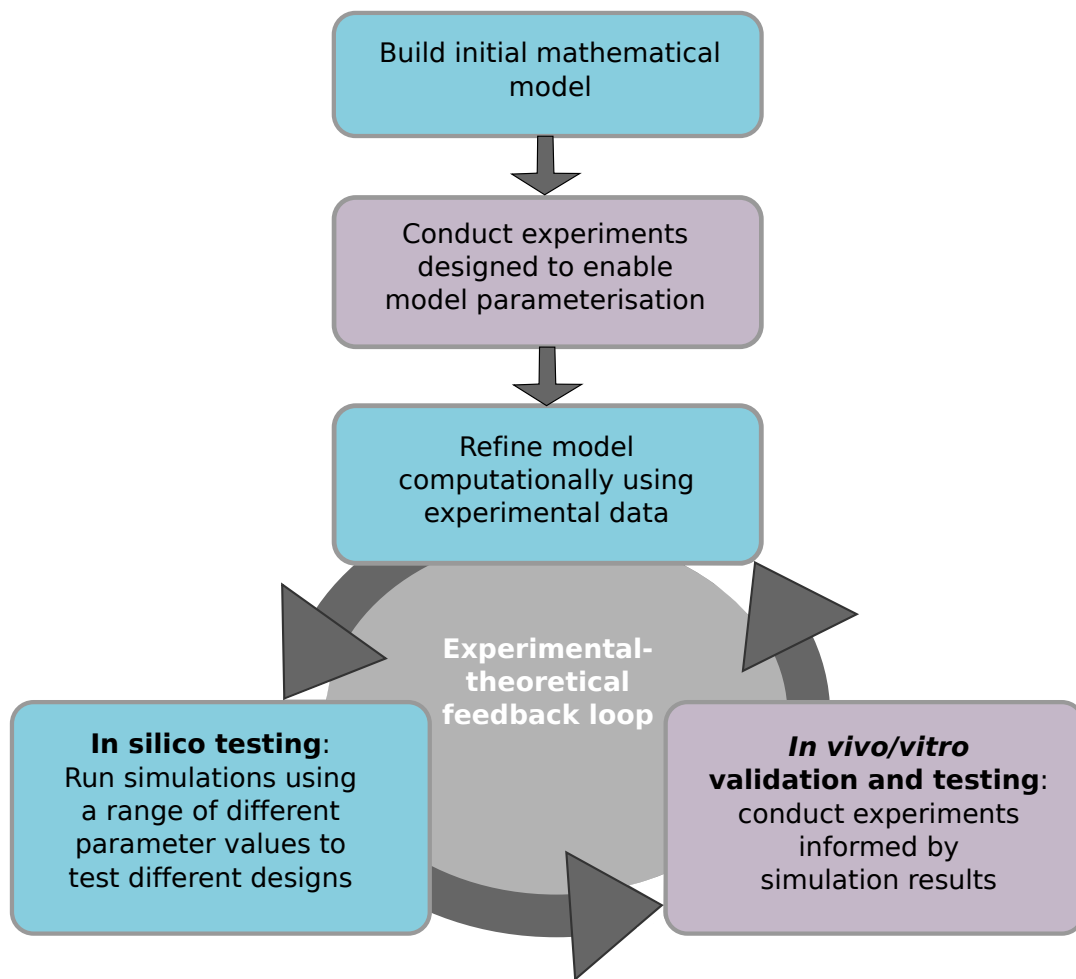 Build initial mathematical
model
Conduct experiments
designed to enable
model parameterisation
Refine model
computationally using
experimental data
Experimental-
theoretical
feedback loop
In silico testing:
Run simulations using
a range of different
parameter values to
test different designs
In vivo/vitro
validation and testing:
conduct experiments
informed by
simulation results